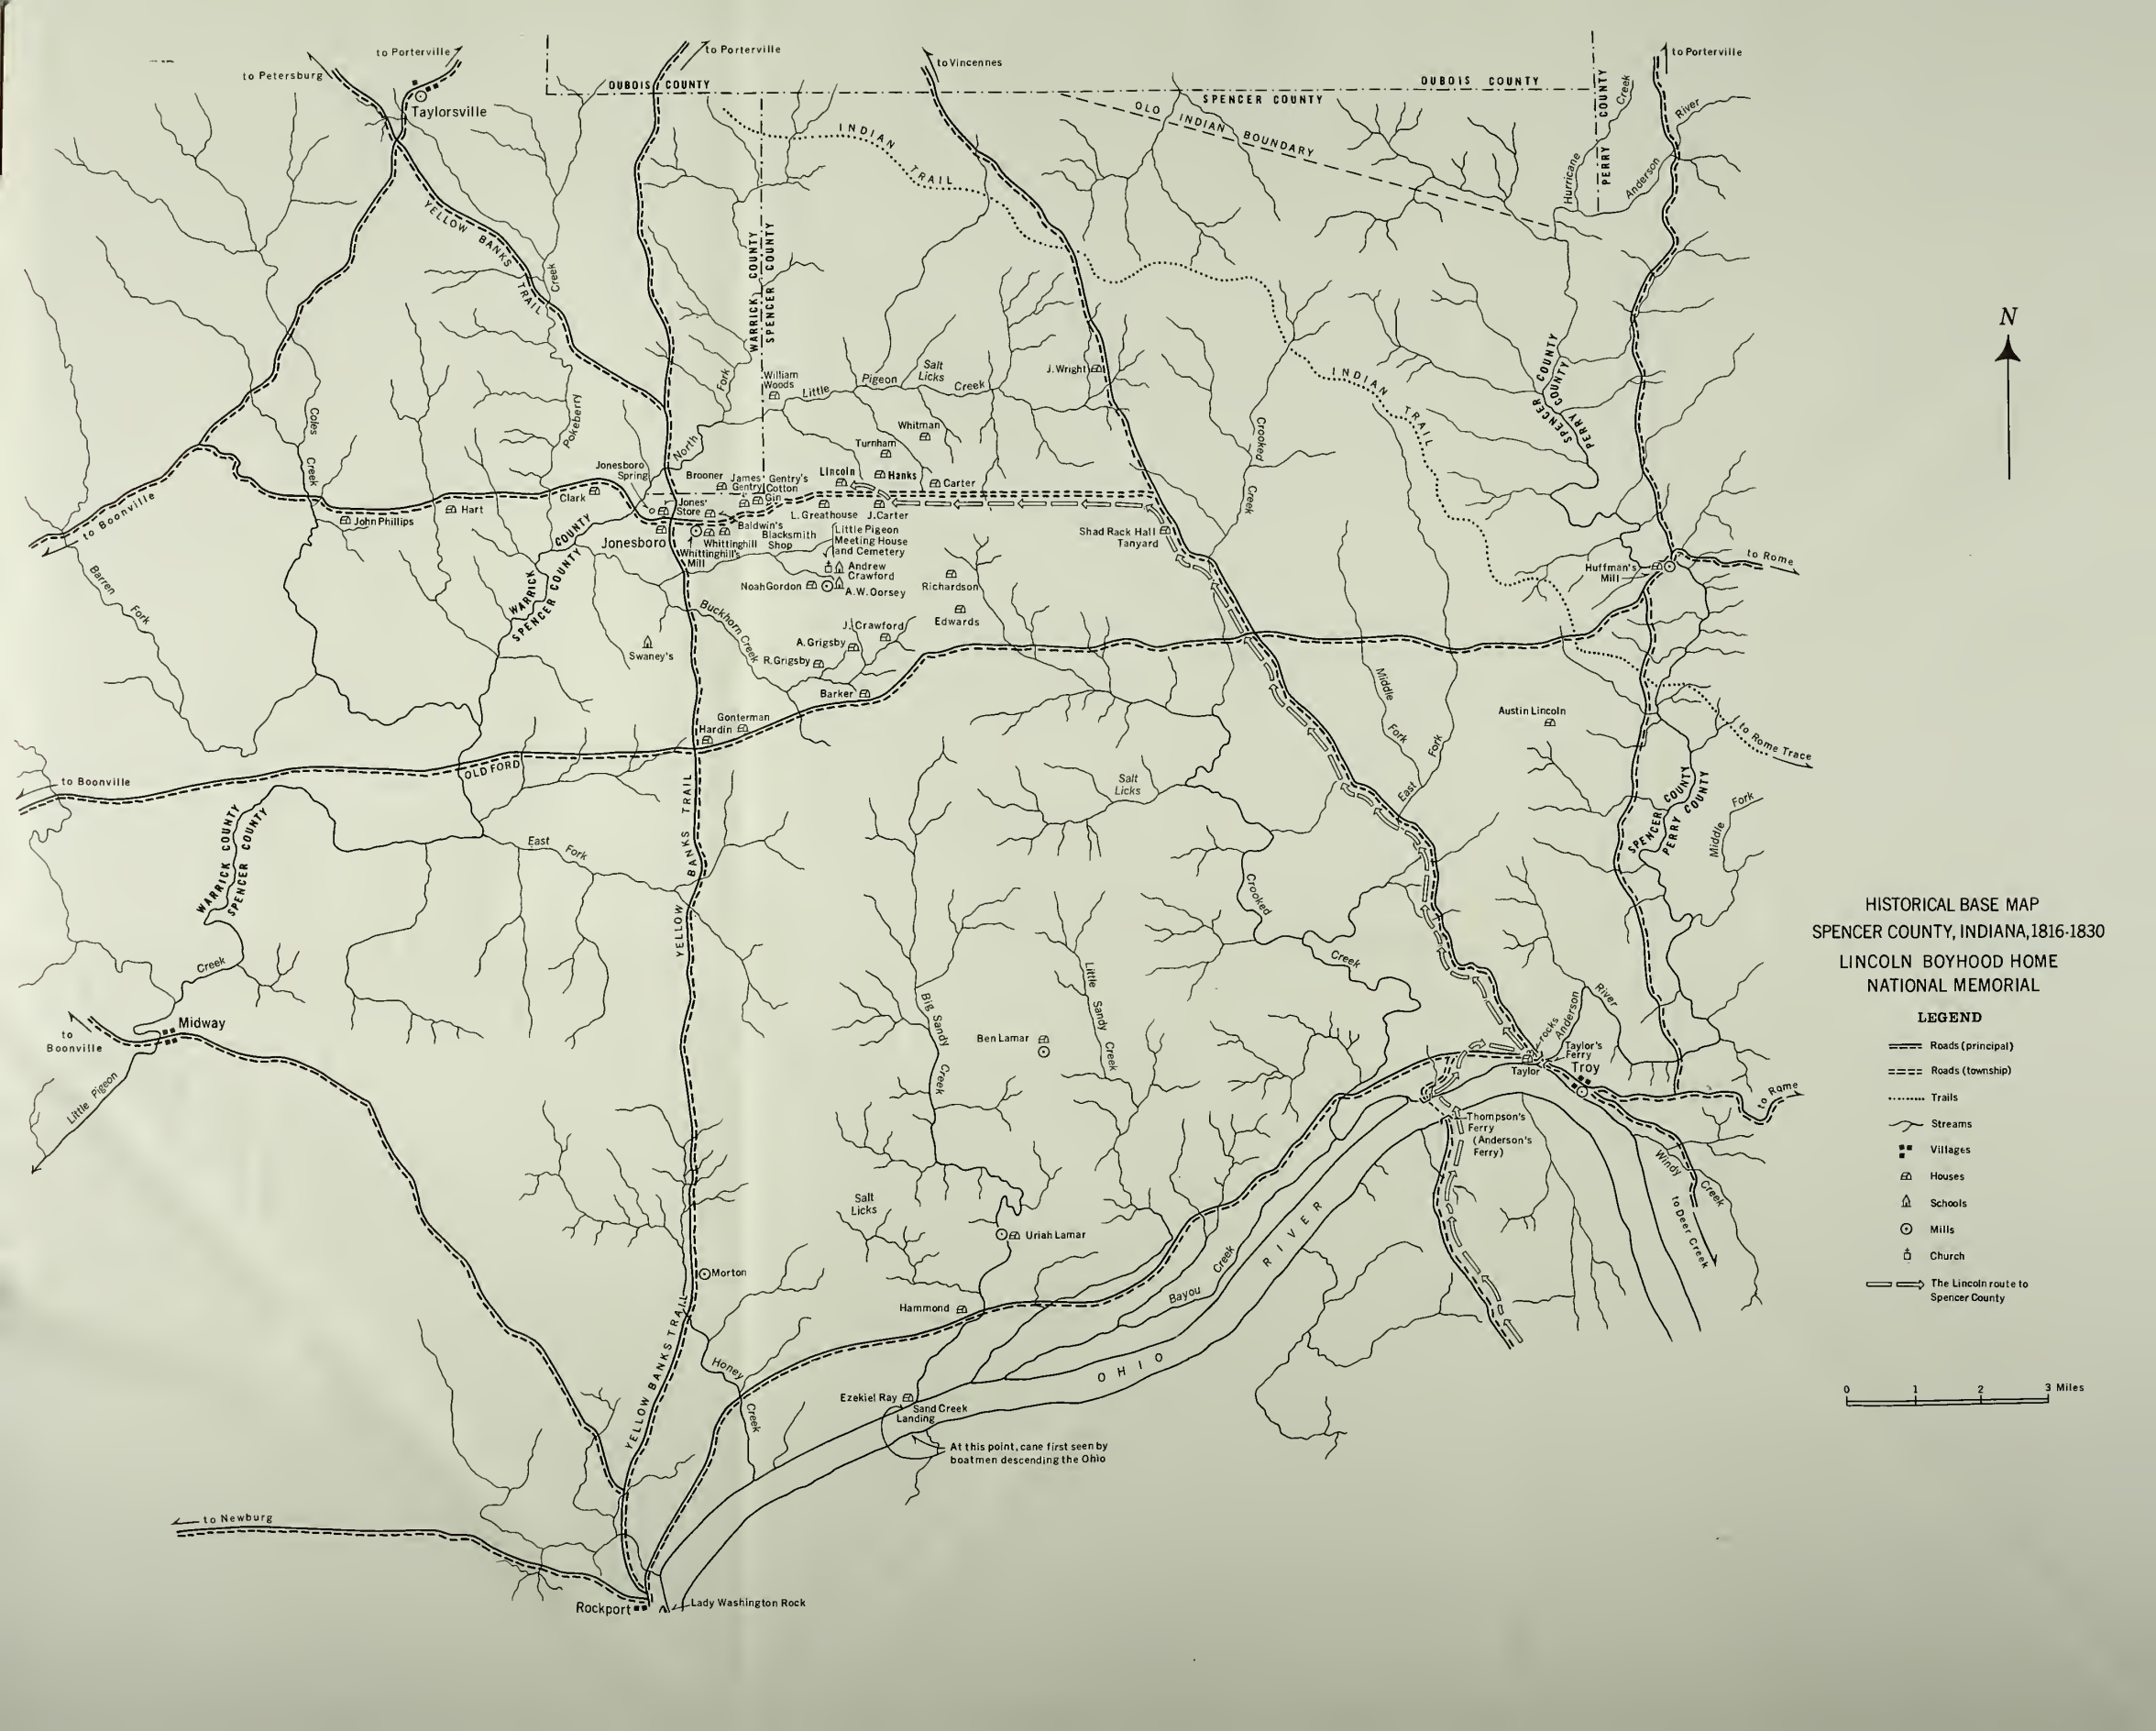 to Porterville
to Petersburg
Taylorsville
to Porterville
to Vincennes
to Porterville
DUBOIS COUNTY
DUBOIS COUNTY
SPENCER COUNTY
OLD INDIAN BOUNDARY
PERRY COUNTY
Hurricane Creek
Anderson River
INDIAN TRAIL
YELLOW BANKS TRAIL
Creek
WARRICK COUNTY
SPENCER COUNTY
Fork
William
Woods
Little Pigeon Creek
Salt
Licks
J. Wright
INDIAN TRAIL
SPENCER COUNTY
PERRY COUNTY
Coles Creek
Pokeberry
North
Whitman
Turnham
Crooked Creek
Jonesboro
Spring
Brooner
James
Gentry
Gentry's
Cotton
Gin
Lincoln
Hanks
Carter
Clark
Jones'
Store
L. Greathouse
J. Carter
Hart
John Phillips
to Boonville
Jonesboro
Whittinghill
Whittinghill's
Mill
Baldwin's
Blacksmith
Shop
Little Pigeon
Meeting House
and Cemetery
Shad Rack Hall
Tanyard
Andrew
Crawford
Noah Gordon
A.W. Dorsey
Richardson
Huffman's
Mill
to Rome
Barren Fork
WARRICK COUNTY
SPENCER COUNTY
Buckhorn Creek
J. Crawford
Edwards
A. Grigsby
R. Grigsby
Swaney's
Barker
Middle Fork
Austin Lincoln
Gonterman
Hardin
East Fork
to Rome Trace
OLD FORD
to Boonville
YELLOW BANKS TRAIL
Salt
Licks
SPENCER COUNTY
PERRY COUNTY
Middle Fork
WARRICK COUNTY
SPENCER COUNTY
East Fork
Crooked Creek
Creek
Big Sandy Creek
Little Sandy Creek
Anderson River
rocks
Midway
to
Boonville
Ben Lamar
Taylor's
Ferry
Troy
Taylor
to Rome
Little Pigeon
Thompson's
Ferry
(Anderson's
Ferry)
Windy Creek
to Deer Creek
Salt
Licks
Uriah Lamar
OHIO RIVER
Bayou Creek
Morton
Hammond
YELLOW BANKS TRAIL
Honey Creek
Ezekiel Ray
Sand Creek
Landing
At this point, cane first seen by
boatmen descending the Ohio
to Newburg
Rockport
Lady Washington Rock
N
HISTORICAL BASE MAP
SPENCER COUNTY, INDIANA, 1816-1830
LINCOLN BOYHOOD HOME
NATIONAL MEMORIAL
LEGEND
Roads (principal)
Roads (township)
Trails
Streams
Villages
Houses
Schools
Mills
Church
The Lincoln route to
Spencer County
0 1 2 3 Miles